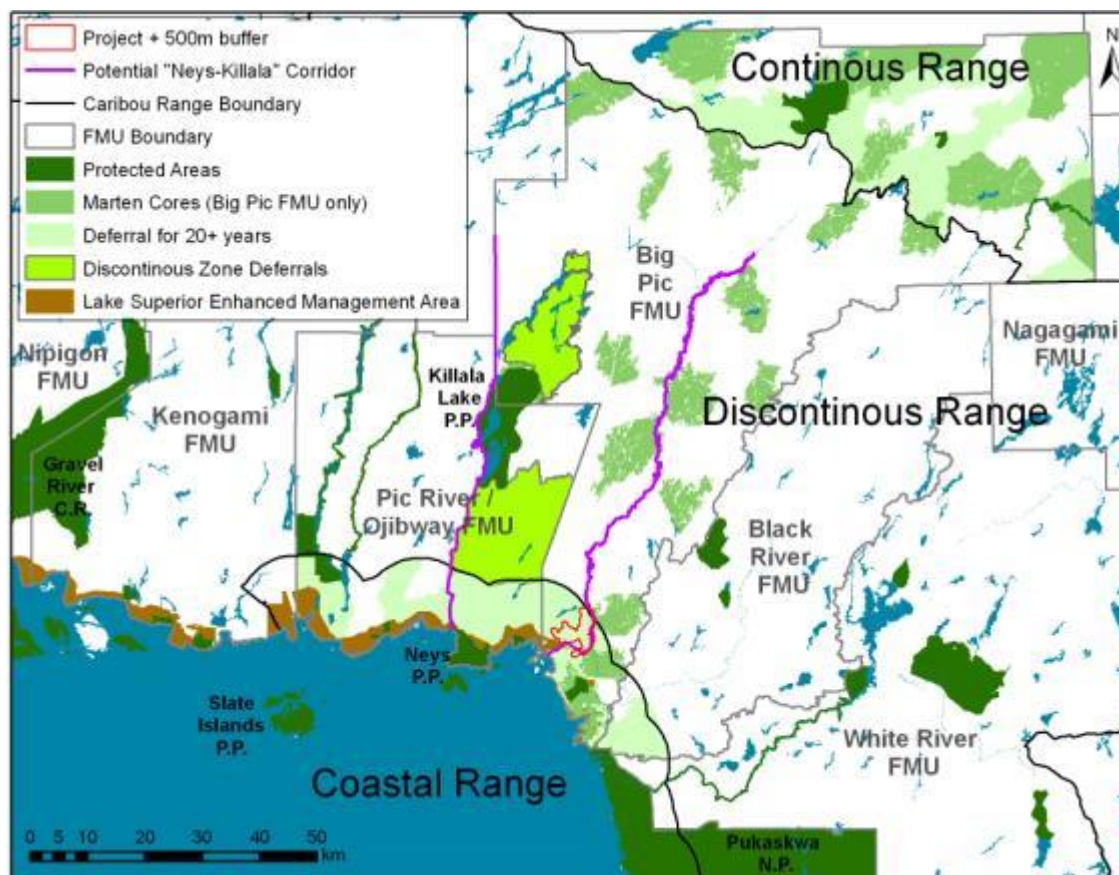 Project + 500m buffer
Potential "Neys-Killala" Corridor
Caribou Range Boundary
FMU Boundary
Protected Areas
Marten Cores (Big Pic FMU only)
Deferral for 20+ years
Discontinous Zone Deferrals
Lake Superior Enhanced Management Area
N
Continous Range
Big
Pic
FMU
Nagagami
FMU
Nipigon
FMU
Kenogami
FMU
Killala
Lake
P.P.
Discontinous Range
Gravel
River
C.R.
Pic River /
Ojibway FMU
Black
River
FMU
Neys
P.P.
Slate
Islands
P.P.
White River
FMU
Coastal Range
0 5 10 20 30 40 50
km
Pukaskwa
N.P.